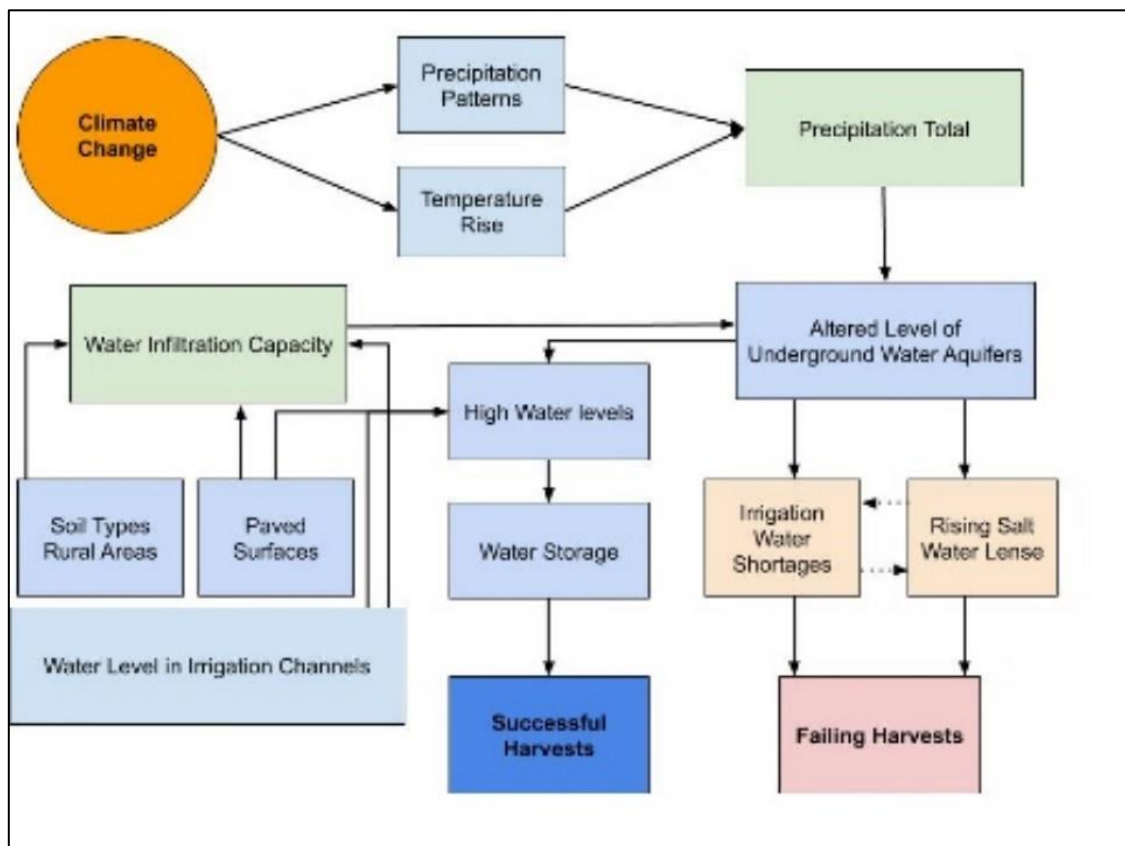 Climate
Change
Precipitation
Patterns
Temperature
Rise
Precipitation Total
Water Infiltration Capacity
Altered Level of
Underground Water Aquifers
High Water levels
Soil Types
Rural Areas
Paved
Surfaces
Water Storage
Irrigation
Water
Shortages
Rising Salt
Water Lense
Water Level in Irrigation Channels
Successful
Harvests
Failing Harvests